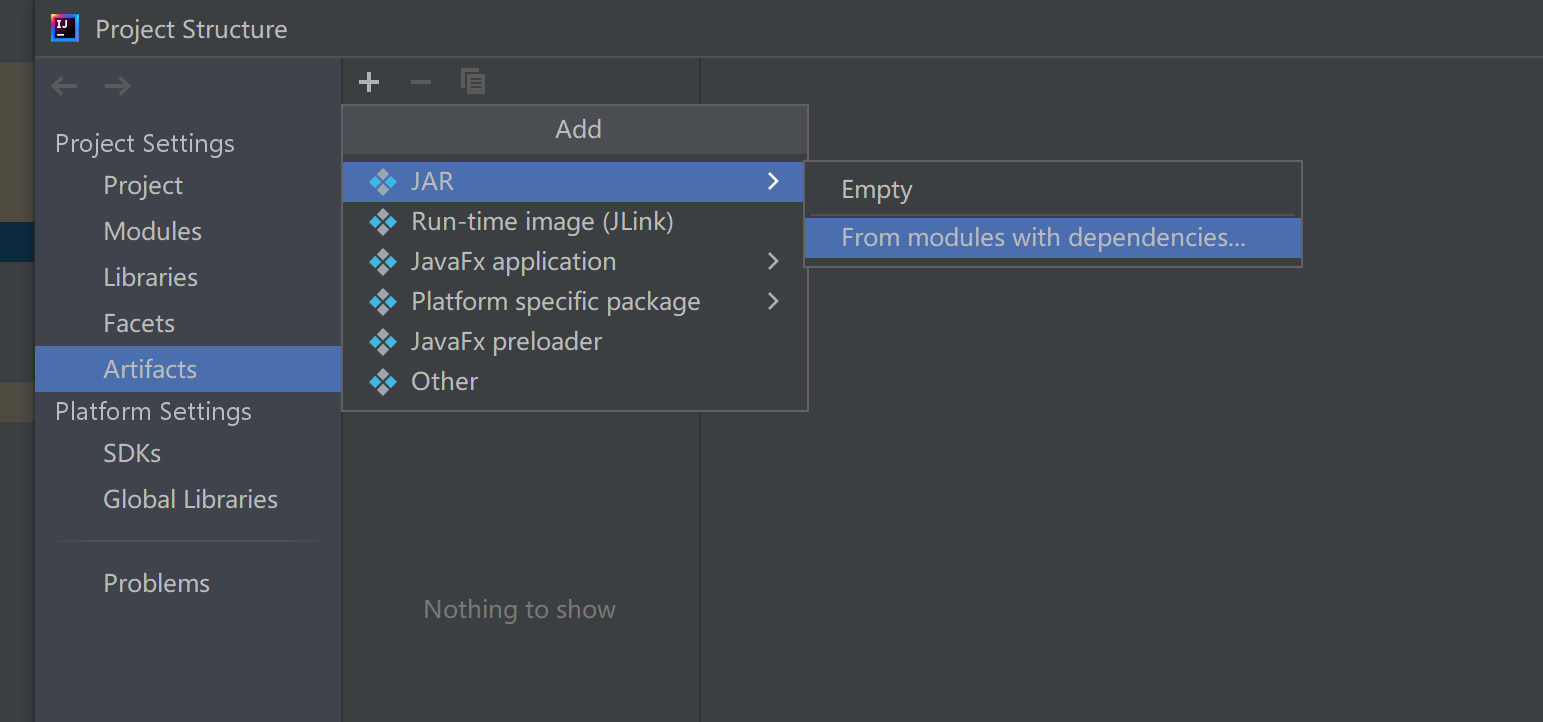 Project Structure
Project Settings
Project
Modules
Libraries
Facets
Artifacts
Platform Settings
SDKs
Global Libraries
Problems
Add
JAR
Run-time image (JLink)
JavaFx application
Platform specific package
JavaFx preloader
Other
Empty
From modules with dependencies...
Nothing to show